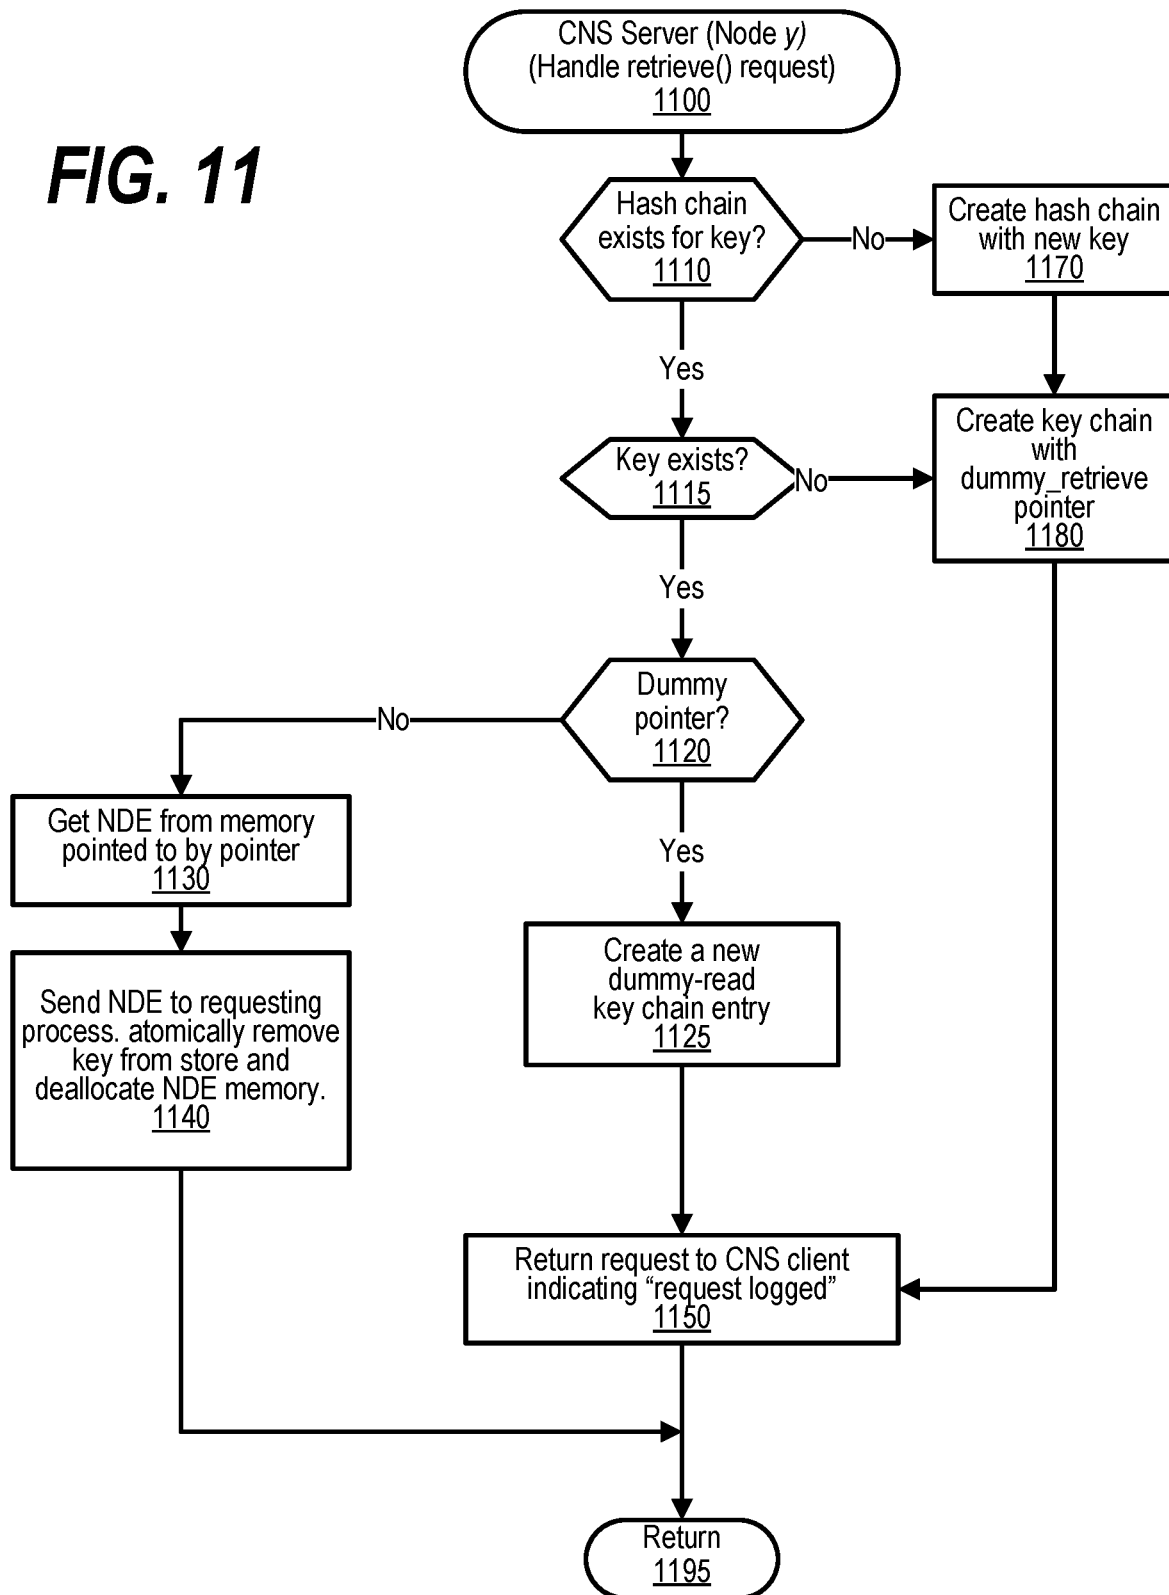 CNS Server (Node y)
(Handle retrieve() request)
1100
FIG. 11
Hash chain
exists for key?
1110
No
Create hash chain
with new key
1170
Yes
Key exists?
1115
No
Create key chain
with
dummy_retrieve
pointer
1180
Yes
Dummy
pointer?
1120
No
Get NDE from memory
pointed to by pointer
1130
Yes
Send NDE to requesting
process. atomically remove
key from store and
deallocate NDE memory.
1140
Create a new
dummy-read
key chain entry
1125
Return request to CNS client
indicating “request logged”
1150
Return
1195